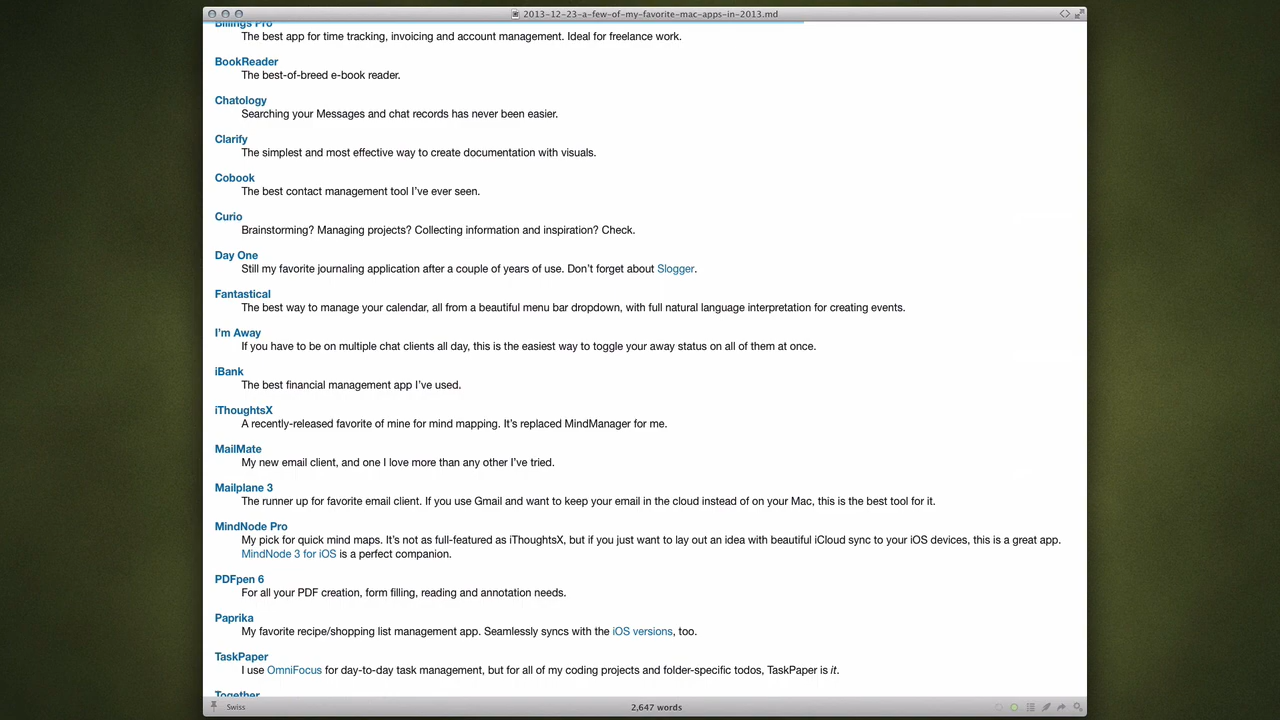 2013-12-23-a-few-of-my-favorite-mac-apps-in-2013.md
Billings Pro
The best app for time tracking, invoicing and account management. Ideal for freelance work.
BookReader
The best-of-breed e-book reader.
Chatology
Searching your Messages and chat records has never been easier.
Clarify
The simplest and most effective way to create documentation with visuals.
Cobook
The best contact management tool I’ve ever seen.
Curio
Brainstorming? Managing projects? Collecting information and inspiration? Check.
Day One
Still my favorite journaling application after a couple of years of use. Don’t forget about Slogger.
Fantastical
The best way to manage your calendar, all from a beautiful menu bar dropdown, with full natural language interpretation for creating events.
I’m Away
If you have to be on multiple chat clients all day, this is the easiest way to toggle your away status on all of them at once.
iBank
The best financial management app I’ve used.
iThoughtsX
A recently-released favorite of mine for mind mapping. It’s replaced MindManager for me.
MailMate
My new email client, and one I love more than any other I’ve tried.
Mailplane 3
The runner up for favorite email client. If you use Gmail and want to keep your email in the cloud instead of on your Mac, this is the best tool for it.
MindNode Pro
My pick for quick mind maps. It’s not as full-featured as iThoughtsX, but if you just want to lay out an idea with beautiful iCloud sync to your iOS devices, this is a great app.
MindNode 3 for iOS is a perfect companion.
PDFpen 6
For all your PDF creation, form filling, reading and annotation needs.
Paprika
My favorite recipe/shopping list management app. Seamlessly syncs with the iOS versions, too.
TaskPaper
I use OmniFocus for day-to-day task management, but for all of my coding projects and folder-specific todos, TaskPaper is it.
Together
Swiss
2,647 words